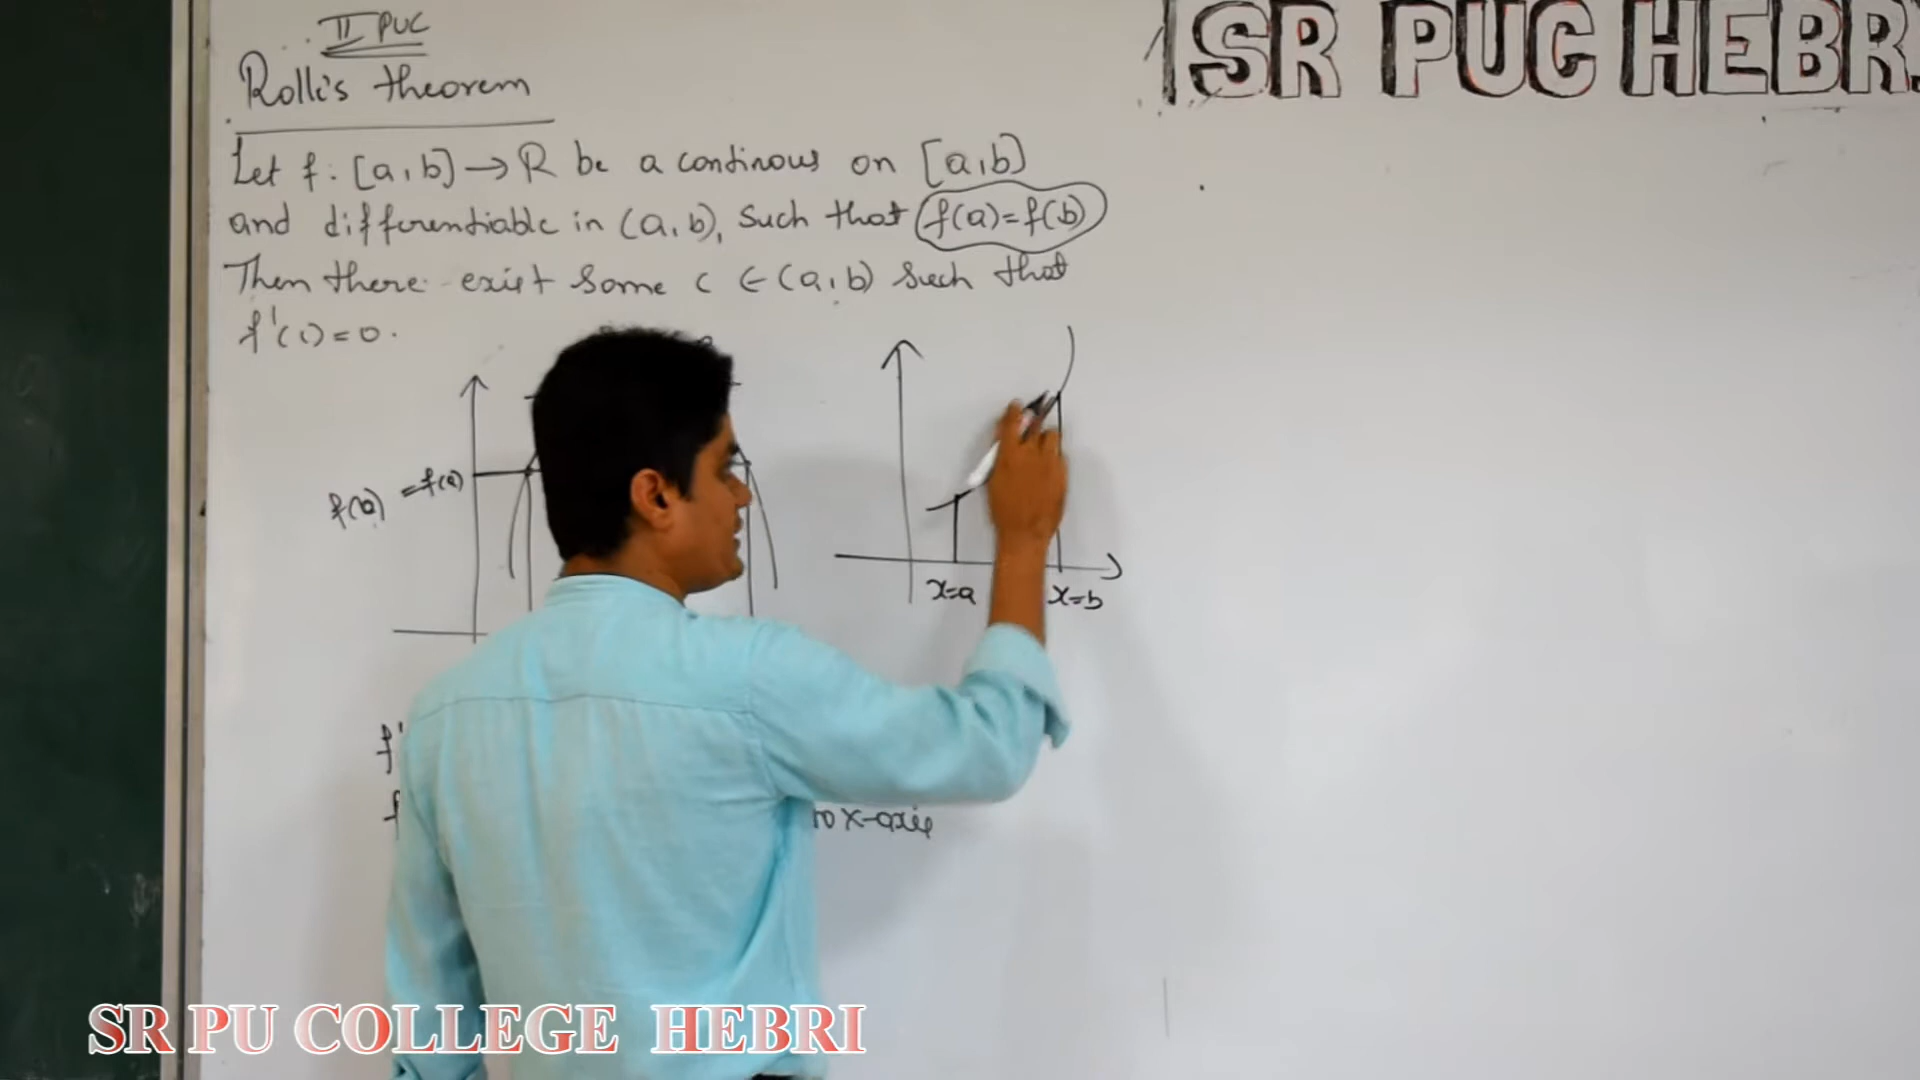 II PUC
SR PUC HEBRI
Rolle's theorem
Let f : [a,b] → R be a continous on [a,b]
and differentiable in (a,b), such that f(a)=f(b)
Then there exist some c ∈ (a,b) such that
f'(c)=0.
f(b) =f(a)
x=a x=b
x-axis
SR PU COLLEGE HEBRI